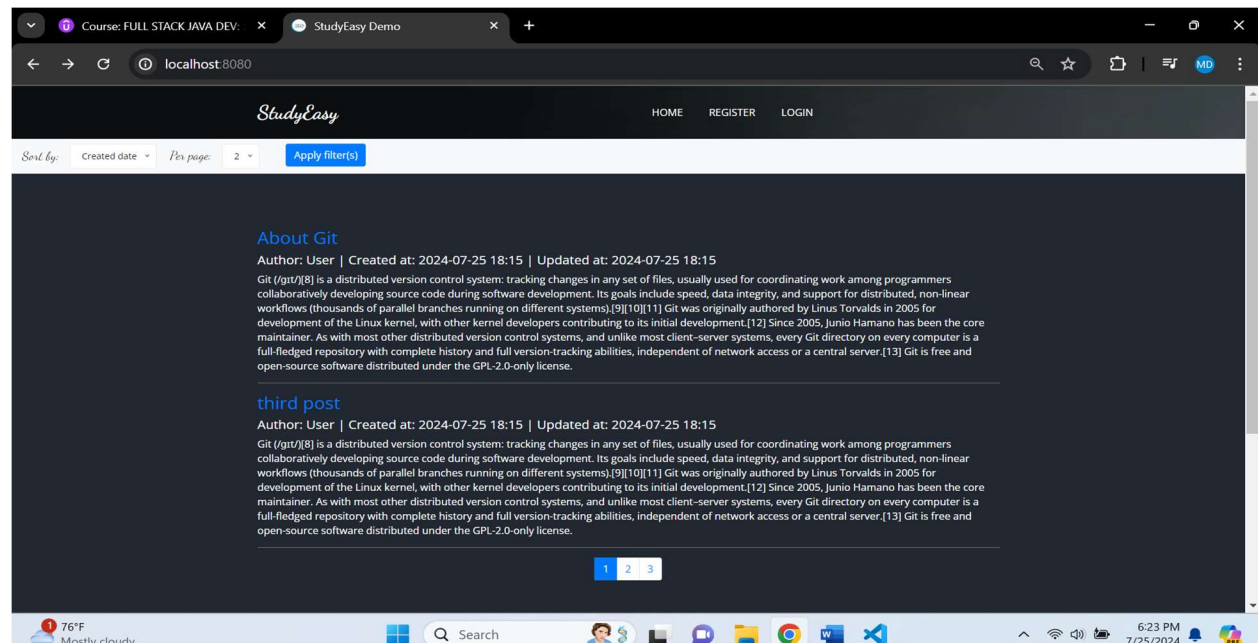 Course: FULL STACK JAVA DEV:
StudyEasy Demo
localhost:8080
MD
StudyEasy
HOME REGISTER LOGIN
Sort by: Created date Per page: 2 Apply filter(s)
About Git
Author: User | Created at: 2024-07-25 18:15 | Updated at: 2024-07-25 18:15
Git (/ɡɪt/)[8] is a distributed version control system: tracking changes in any set of files, usually used for coordinating work among programmers
collaboratively developing source code during software development. Its goals include speed, data integrity, and support for distributed, non-linear
workflows (thousands of parallel branches running on different systems).[9][10][11] Git was originally authored by Linus Torvalds in 2005 for
development of the Linux kernel, with other kernel developers contributing to its initial development.[12] Since 2005, Junio Hamano has been the core
maintainer. As with most other distributed version control systems, and unlike most client–server systems, every Git directory on every computer is a
full-fledged repository with complete history and full version-tracking abilities, independent of network access or a central server.[13] Git is free and
open-source software distributed under the GPL-2.0-only license.
third post
Author: User | Created at: 2024-07-25 18:15 | Updated at: 2024-07-25 18:15
Git (/ɡɪt/)[8] is a distributed version control system: tracking changes in any set of files, usually used for coordinating work among programmers
collaboratively developing source code during software development. Its goals include speed, data integrity, and support for distributed, non-linear
workflows (thousands of parallel branches running on different systems).[9][10][11] Git was originally authored by Linus Torvalds in 2005 for
development of the Linux kernel, with other kernel developers contributing to its initial development.[12] Since 2005, Junio Hamano has been the core
maintainer. As with most other distributed version control systems, and unlike most client–server systems, every Git directory on every computer is a
full-fledged repository with complete history and full version-tracking abilities, independent of network access or a central server.[13] Git is free and
open-source software distributed under the GPL-2.0-only license.
1 2 3
1
76°F
Mostly cloudy
Search
6:23 PM
7/25/2024